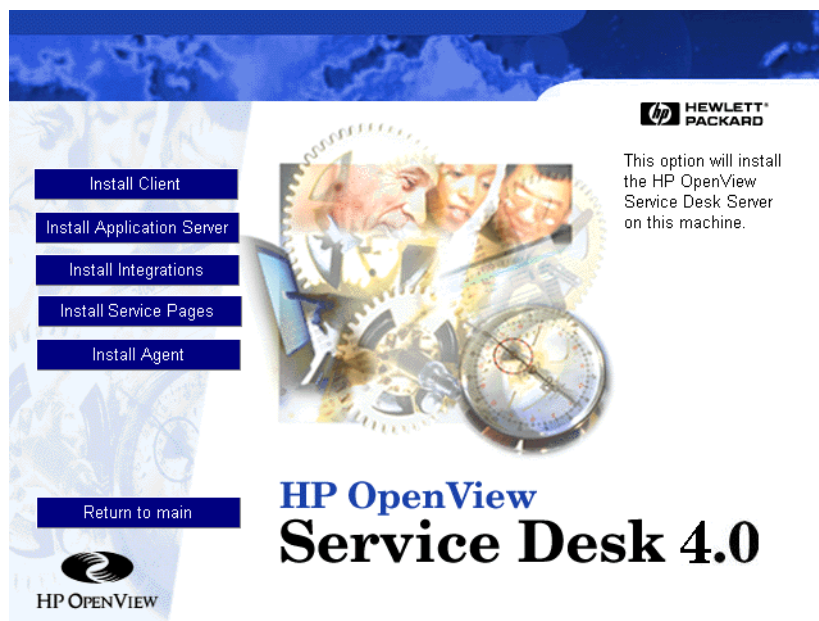 hp HEWLETT®
PACKARD
This option will install
the HP OpenView
Service Desk Server
on this machine.
Install Client
Install Application Server
Install Integrations
Install Service Pages
Install Agent
Return to main
HP OPENVIEW
HP OpenView
Service Desk 4.0